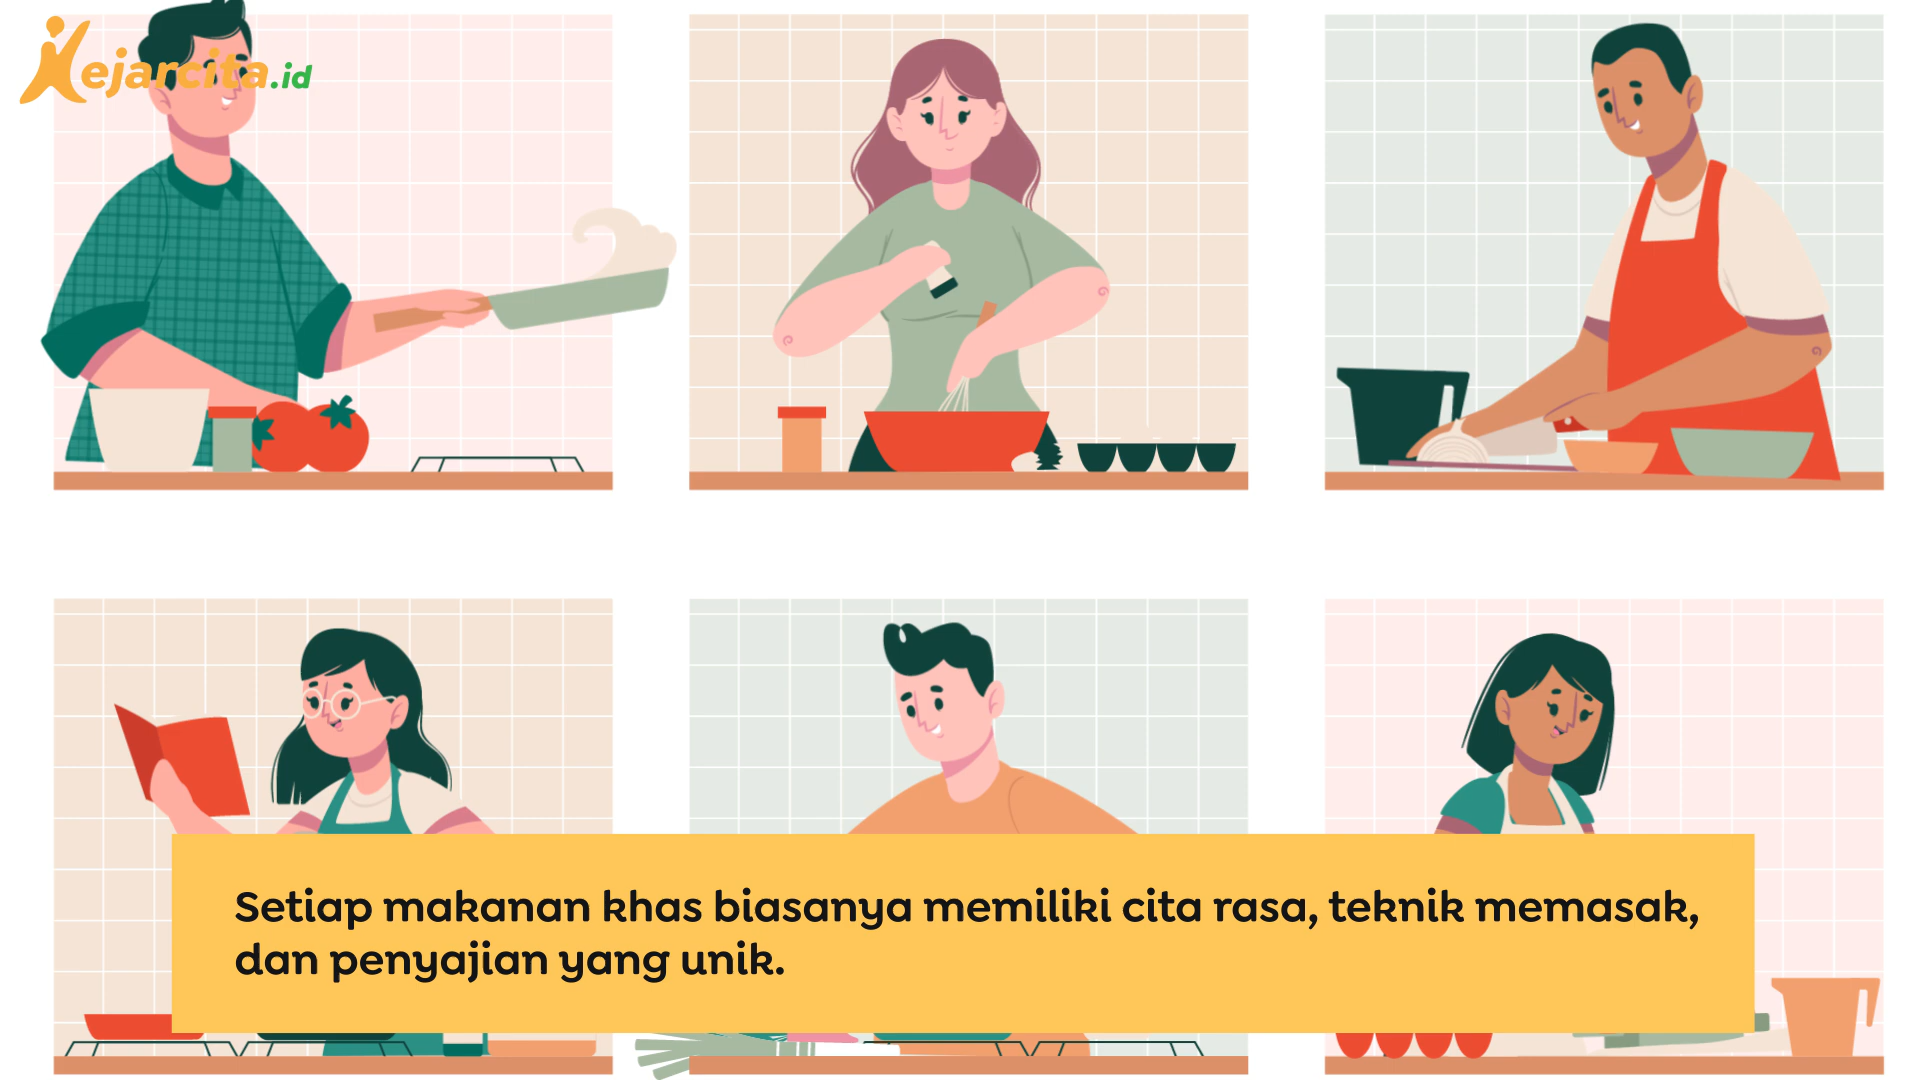 Kejarcita.id
Setiap makanan khas biasanya memiliki cita rasa, teknik memasak,
dan penyajian yang unik.